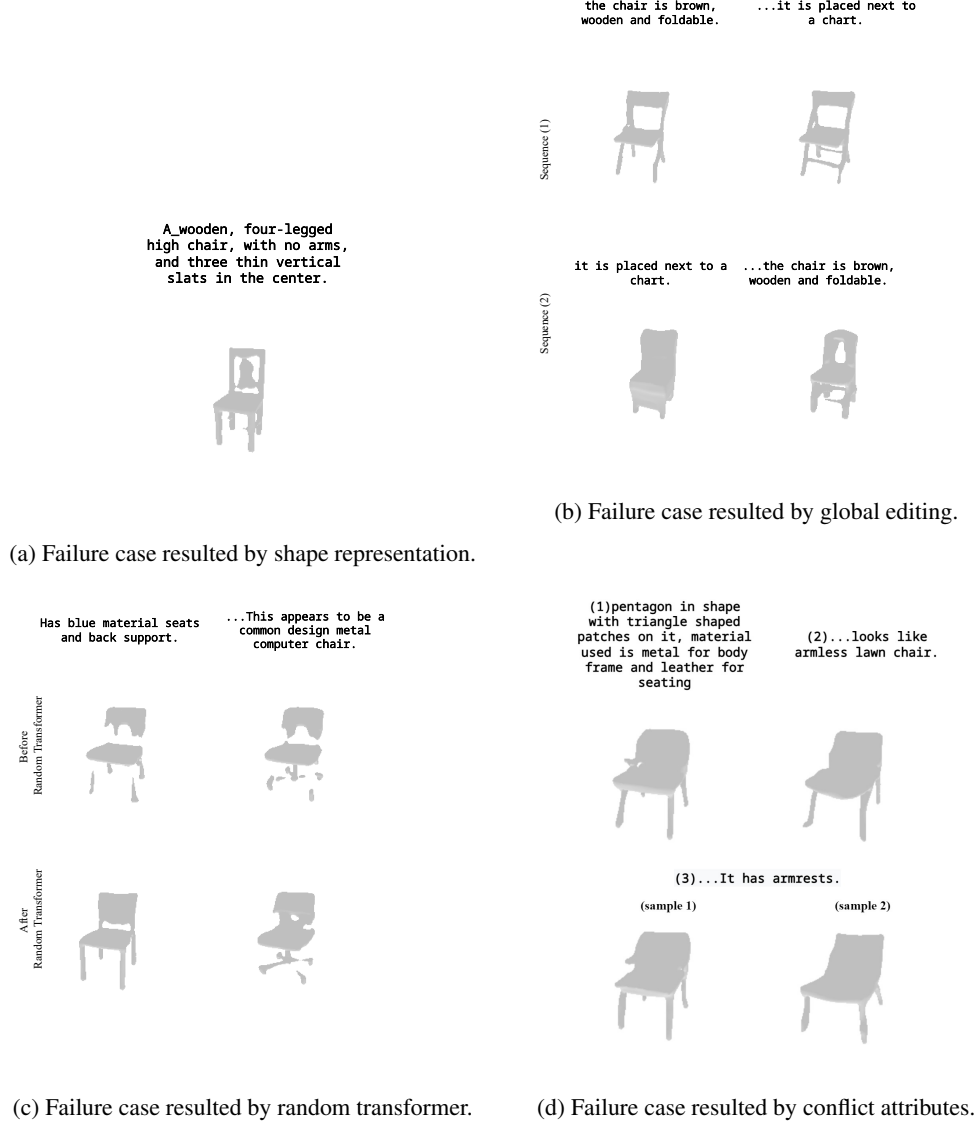 A_wooden, four-legged
high chair, with no arms,
and three thin vertical
slats in the center.
(a) Failure case resulted by shape representation.
the chair is brown,
wooden and foldable.
...it is placed next to
a chart.
Sequence (1)
it is placed next to a
chart.
...the chair is brown,
wooden and foldable.
Sequence (2)
(b) Failure case resulted by global editing.
Has blue material seats
and back support.
...This appears to be a
common design metal
computer chair.
Before
Random Transformer
After
Random Transformer
(c) Failure case resulted by random transformer.
(1)pentagon in shape
with triangle shaped
patches on it, material
used is metal for body
frame and leather for
seating
(2)...looks like
armless lawn chair.
(3)...It has armrests.
(sample 1)
(sample 2)
(d) Failure case resulted by conflict attributes.